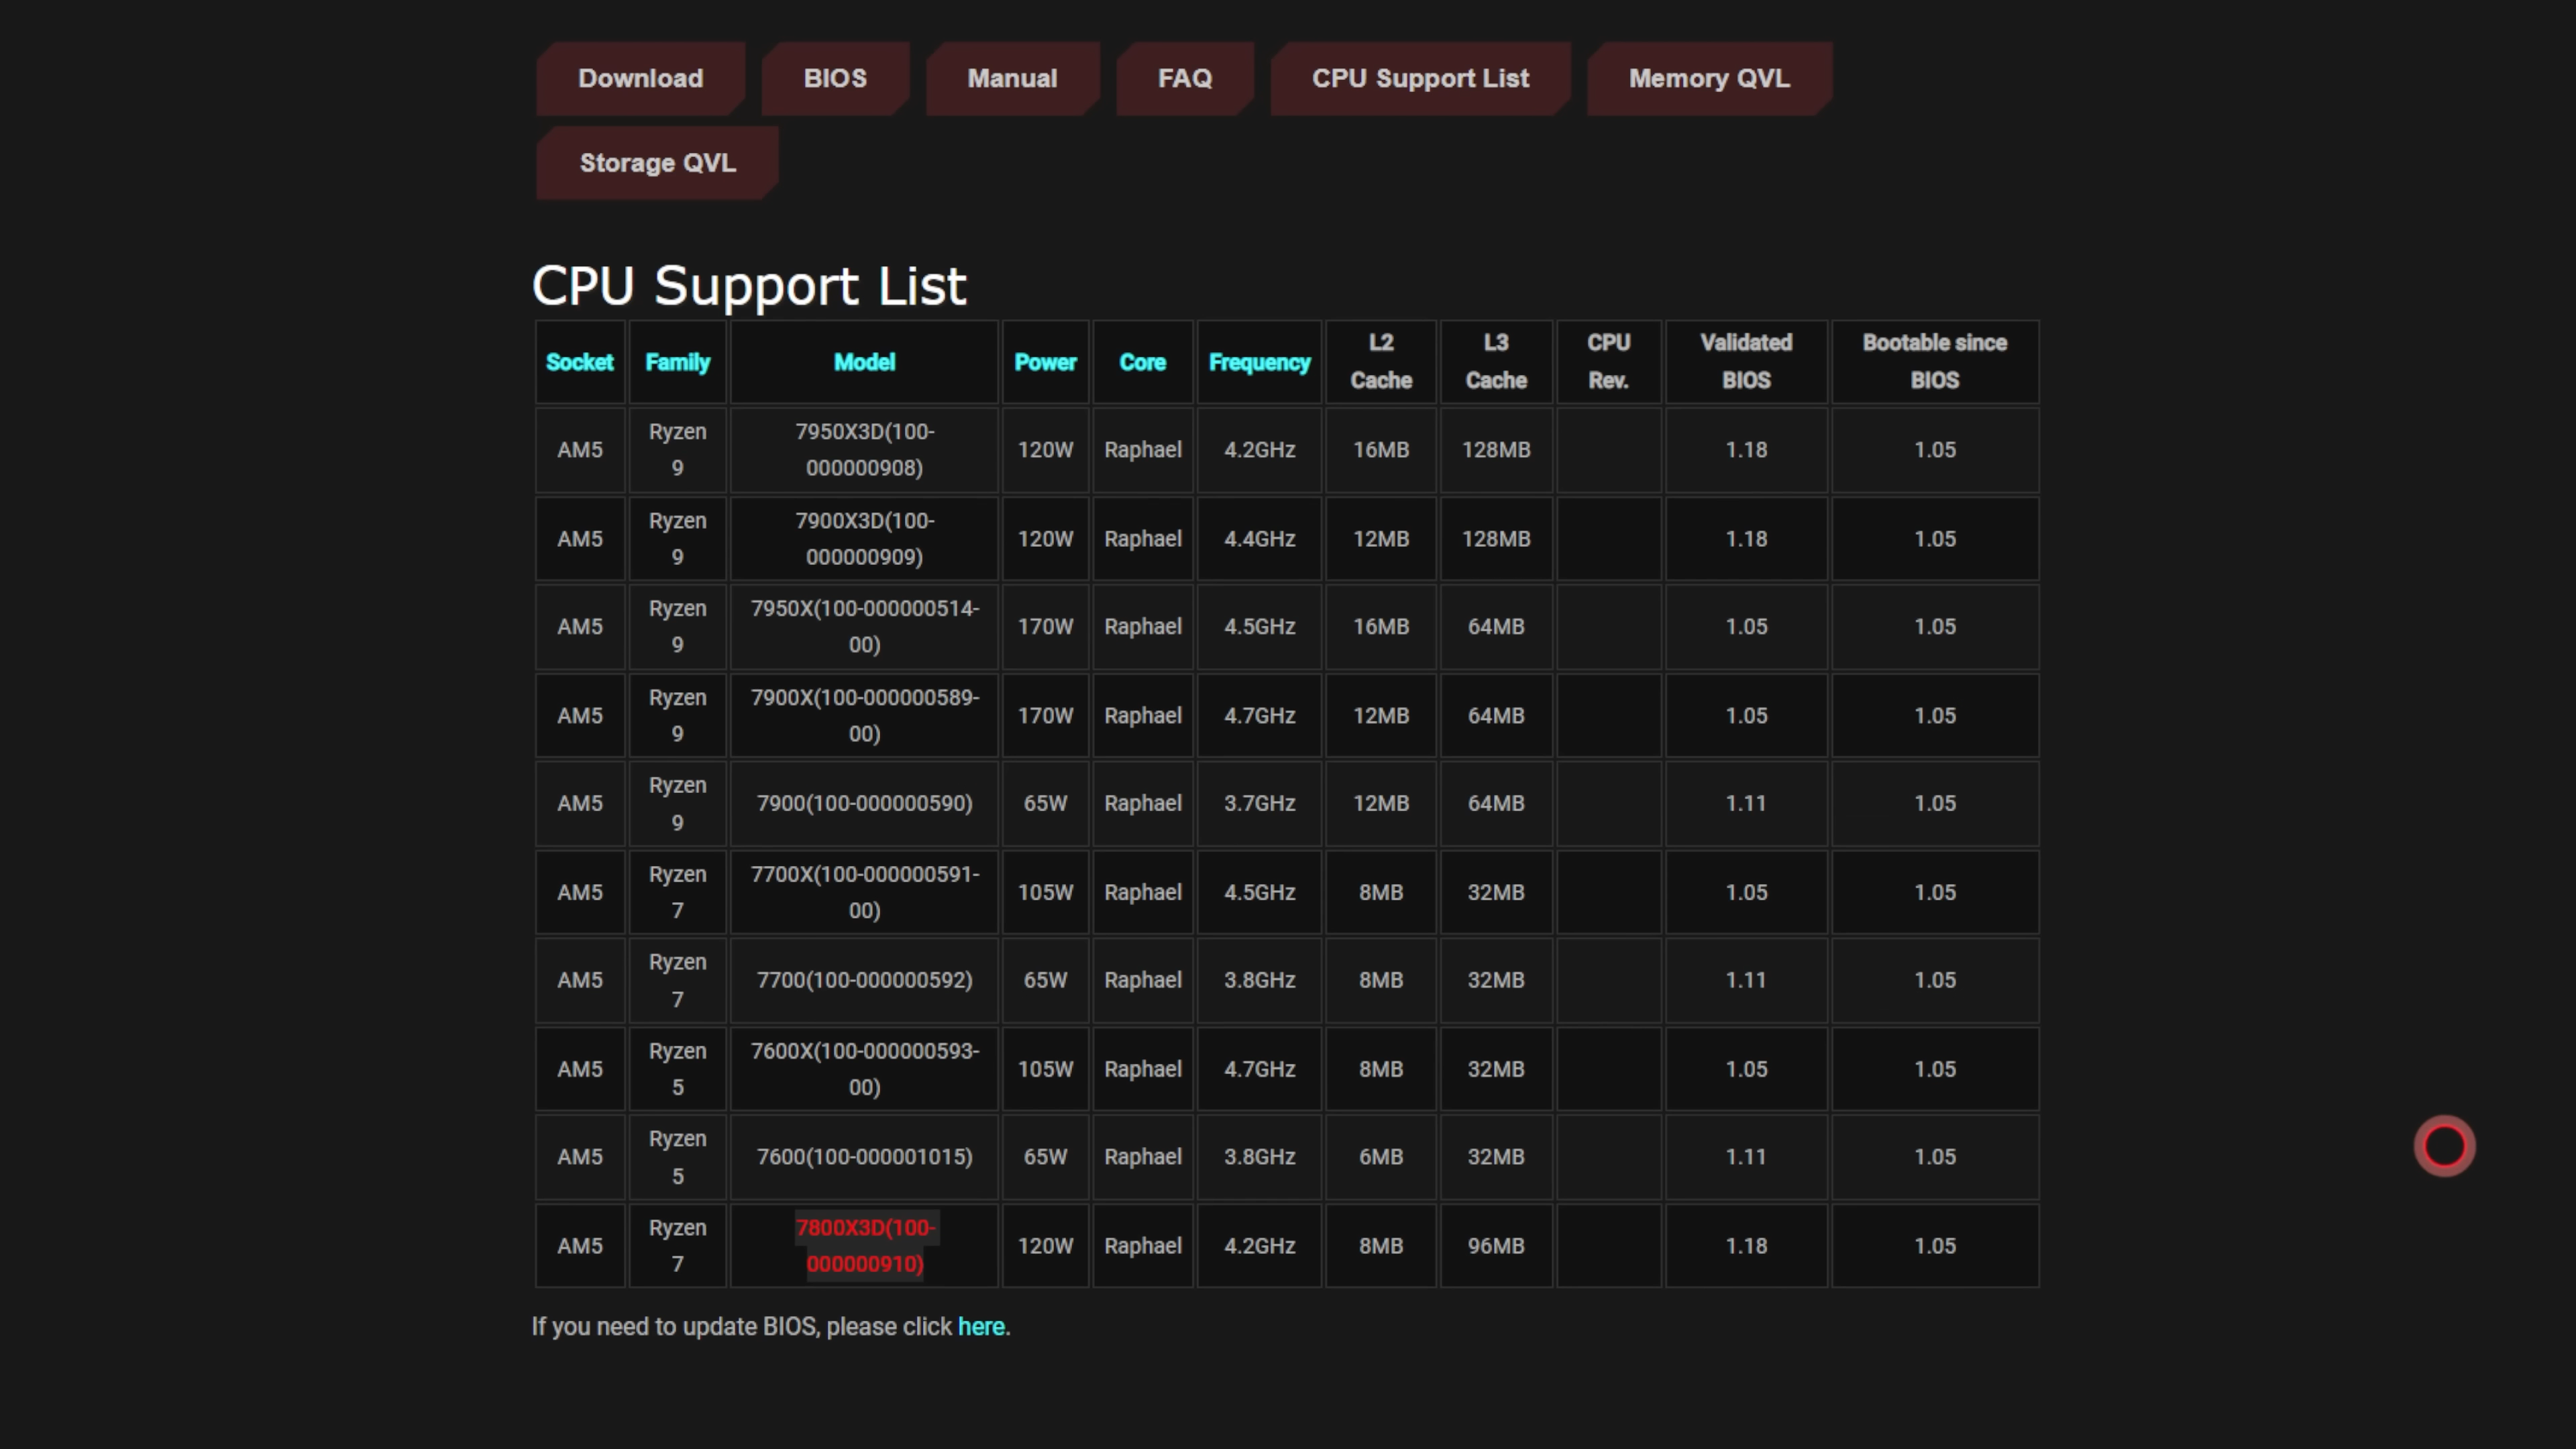 Download BIOS Manual FAQ CPU Support List Memory QVL
Storage QVL
CPU Support List
Socket Family Model Power Core Frequency L2 Cache L3 Cache CPU Rev. Validated BIOS Bootable since BIOS
AM5 Ryzen 9 7950X3D(100-000000908) 120W Raphael 4.2GHz 16MB 128MB 1.18 1.05
AM5 Ryzen 9 7900X3D(100-000000909) 120W Raphael 4.4GHz 12MB 128MB 1.18 1.05
AM5 Ryzen 9 7950X(100-000000514-00) 170W Raphael 4.5GHz 16MB 64MB 1.05 1.05
AM5 Ryzen 9 7900X(100-000000589-00) 170W Raphael 4.7GHz 12MB 64MB 1.05 1.05
AM5 Ryzen 9 7900(100-000000590) 65W Raphael 3.7GHz 12MB 64MB 1.11 1.05
AM5 Ryzen 7 7700X(100-000000591-00) 105W Raphael 4.5GHz 8MB 32MB 1.05 1.05
AM5 Ryzen 7 7700(100-000000592) 65W Raphael 3.8GHz 8MB 32MB 1.11 1.05
AM5 Ryzen 5 7600X(100-000000593-00) 105W Raphael 4.7GHz 8MB 32MB 1.05 1.05
AM5 Ryzen 5 7600(100-000001015) 65W Raphael 3.8GHz 6MB 32MB 1.11 1.05
AM5 Ryzen 7 7800X3D(100-000000910) 120W Raphael 4.2GHz 8MB 96MB 1.18 1.05
If you need to update BIOS, please click here.